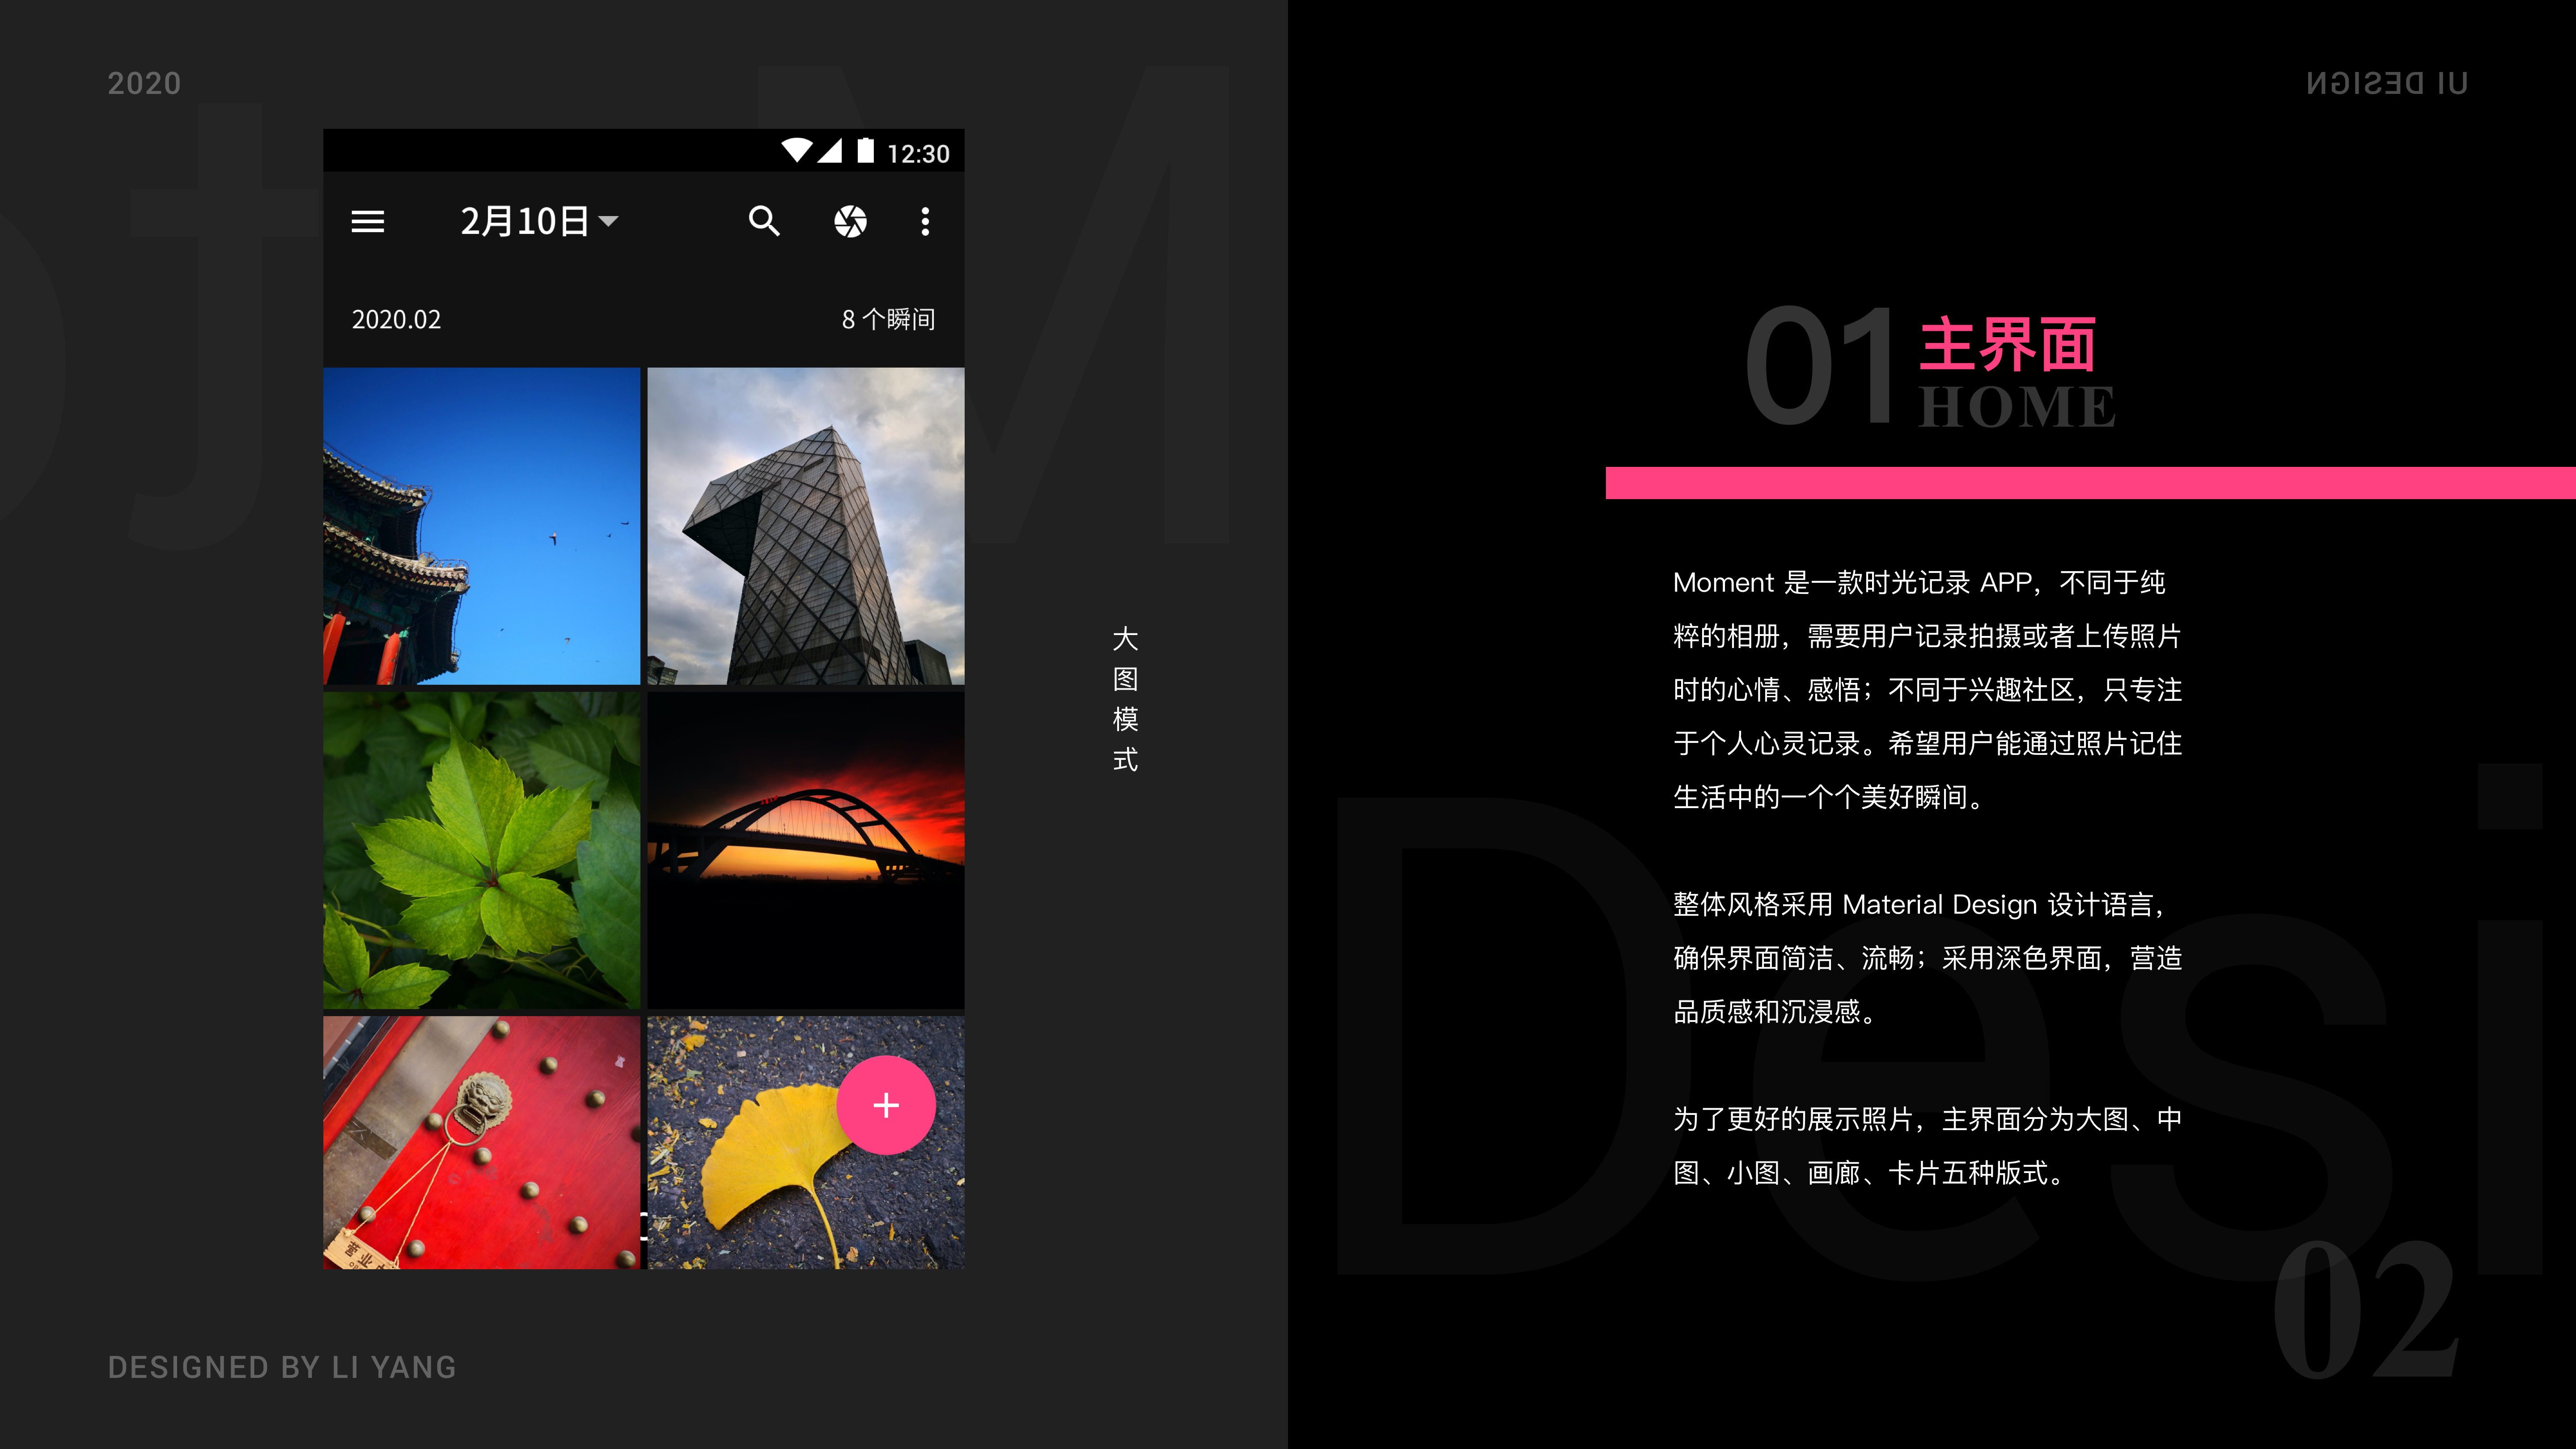 2020
UI DESIGN
12:30
2月10日
2020.02
8 个瞬间
大图模式
01
主界面
HOME
Moment 是一款时光记录 APP，不同于纯
粹的相册，需要用户记录拍摄或者上传照片
时的心情、感悟；不同于兴趣社区，只专注
于个人心灵记录。希望用户能通过照片记住
生活中的一个个美好瞬间。
整体风格采用 Material Design 设计语言，
确保界面简洁、流畅；采用深色界面，营造
品质感和沉浸感。
为了更好的展示照片，主界面分为大图、中
图、小图、画廊、卡片五种版式。
Desi
M
02
DESIGNED BY LI YANG
营业